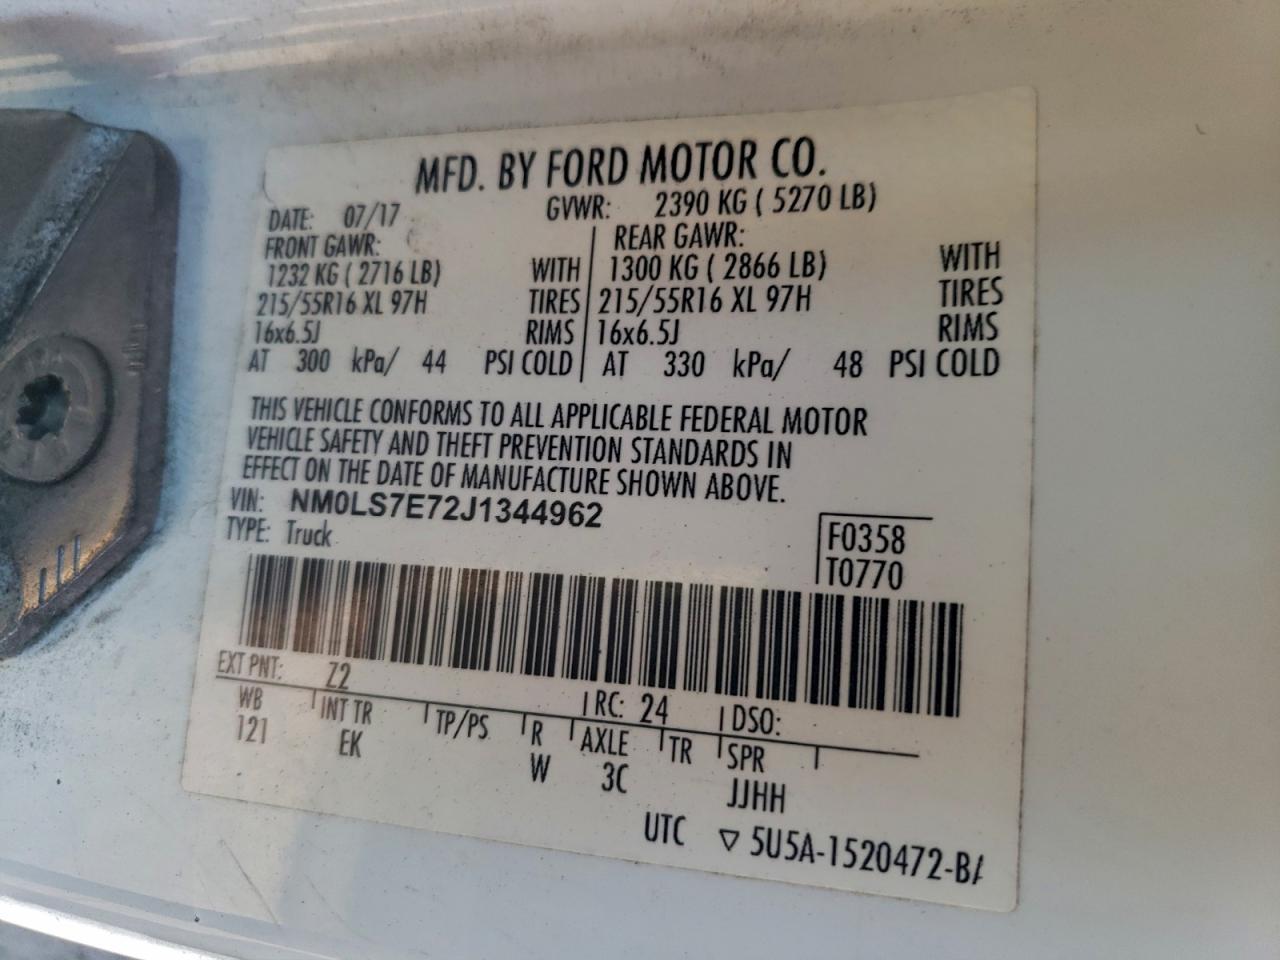 MFD. BY FORD MOTOR CO.
DATE: 07/17 GVWR: 2390 KG ( 5270 LB)
FRONT GAWR: REAR GAWR:
1232 KG ( 2716 LB) WITH 1300 KG ( 2866 LB) WITH
215/55R16 XL 97H TIRES 215/55R16 XL 97H TIRES
16x6.5J RIMS 16x6.5J RIMS
AT 300 kPa/ 44 PSI COLD AT 330 kPa/ 48 PSI COLD
THIS VEHICLE CONFORMS TO ALL APPLICABLE FEDERAL MOTOR
VEHICLE SAFETY AND THEFT PREVENTION STANDARDS IN
EFFECT ON THE DATE OF MANUFACTURE SHOWN ABOVE.
VIN: NM0LS7E72J1344962
TYPE: Truck
F0358
T0770
EXT PNT: Z2 RC: 24 DSO:
WB INT TR TP/PS R AXLE TR SPR
121 EK W 3C JJHH
UTC ▽ 5U5A-1520472-B